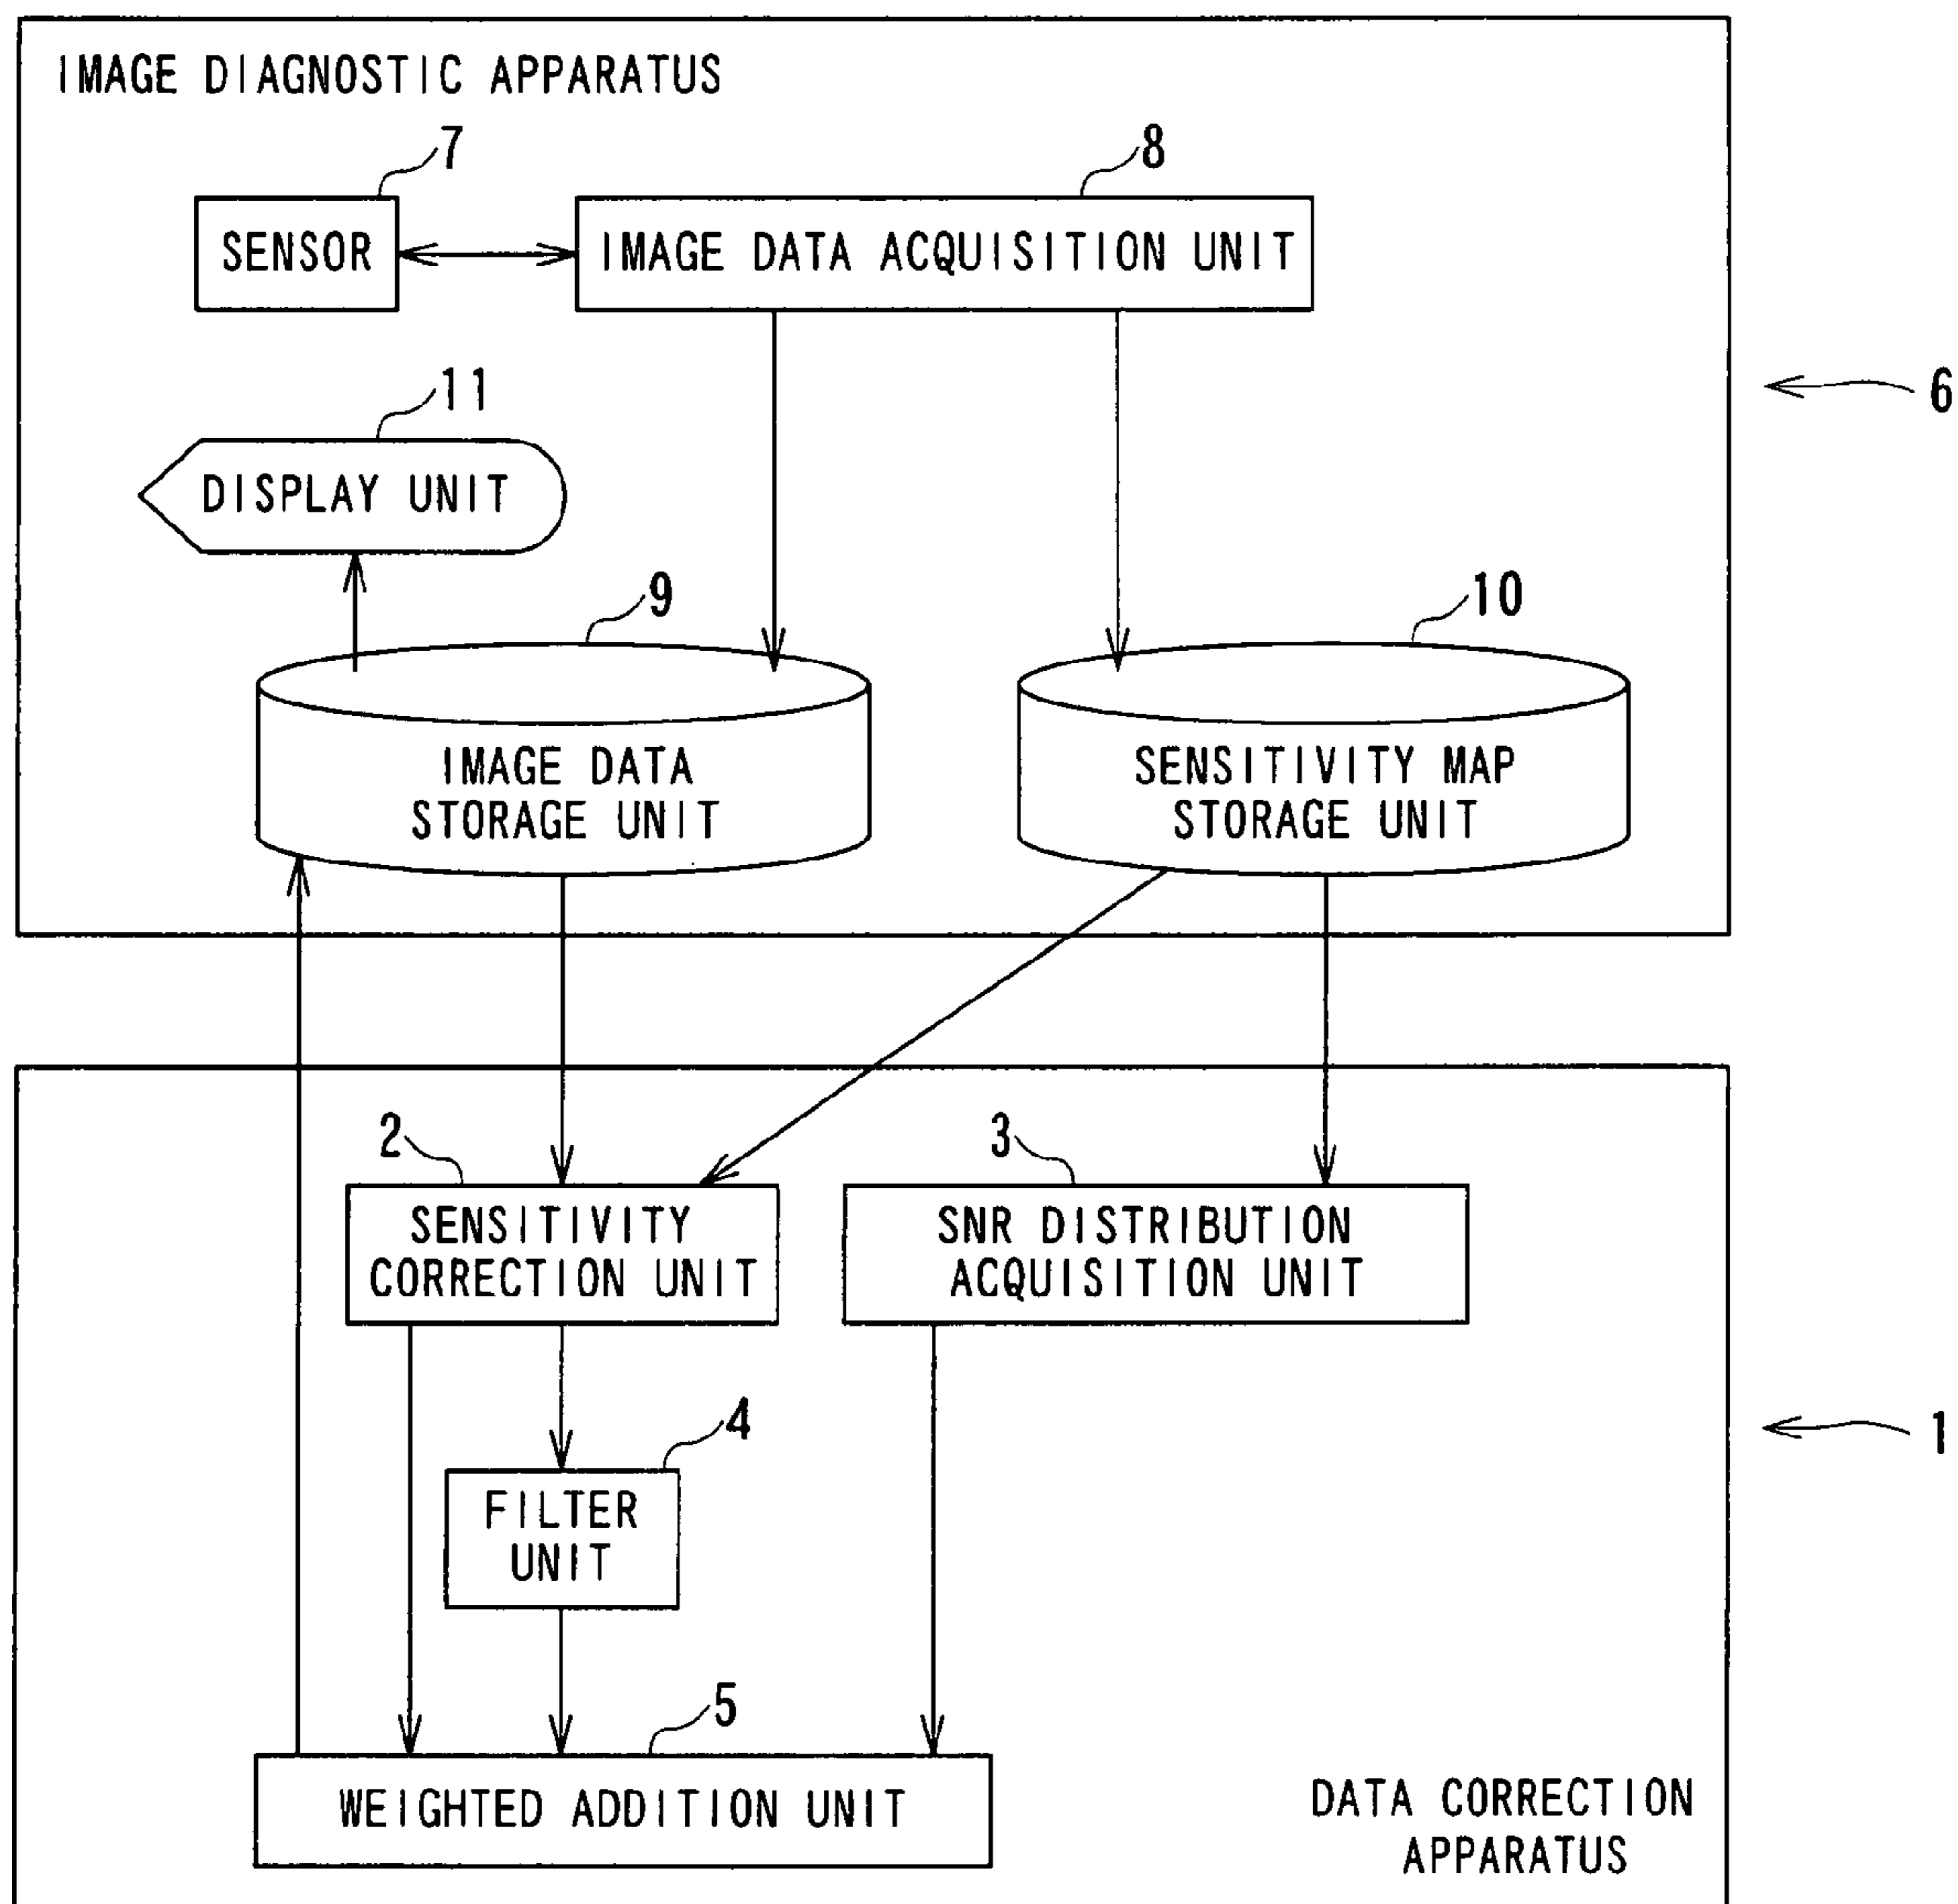 IMAGE DIAGNOSTIC APPARATUS
7
8
SENSOR
IMAGE DATA ACQUISITION UNIT
6
11
DISPLAY UNIT
9
10
IMAGE DATA
STORAGE UNIT
SENSITIVITY MAP
STORAGE UNIT
2
3
SENSITIVITY
CORRECTION UNIT
SNR DISTRIBUTION
ACQUISITION UNIT
4
1
FILTER
UNIT
5
WEIGHTED ADDITION UNIT
DATA CORRECTION
APPARATUS